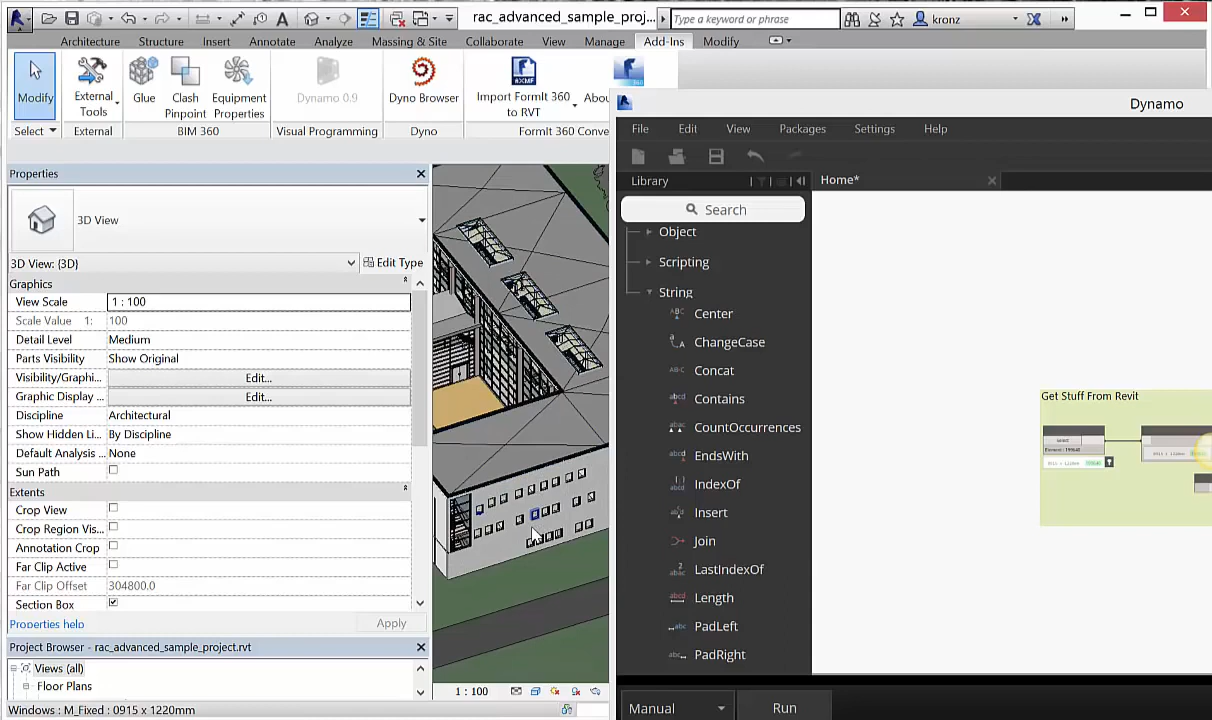 rac_advanced_sample_proj...
Type a keyword or phrase
kronz
Architecture Structure Insert Annotate Analyze Massing & Site Collaborate View Manage Add-Ins Modify
Modify
External Tools
Glue
Clash Pinpoint
Equipment Properties
Dynamo 0.9
Dyno Browser
Import FormIt 360 to RVT
Abou
Select External BIM 360 Visual Programming Dyno FormIt 360 Conve
Properties
3D View
3D View: {3D}
Edit Type
Graphics
View Scale 1 : 100
Scale Value 1: 100
Detail Level Medium
Parts Visibility Show Original
Visibility/Graphi... Edit...
Graphic Display ... Edit...
Discipline Architectural
Show Hidden Li... By Discipline
Default Analysis ... None
Sun Path
Extents
Crop View
Crop Region Vis...
Annotation Crop
Far Clip Active
Far Clip Offset 304800.0
Section Box
Properties help
Apply
Project Browser - rac_advanced_sample_project.rvt
Views (all)
Floor Plans
1 : 100
Windows : M_Fixed : 0915 x 1220mm
Dynamo
File Edit View Packages Settings Help
Library
Home*
Search
Object
Scripting
String
Center
ChangeCase
Concat
Contains
CountOccurrences
EndsWith
IndexOf
Insert
Join
LastIndexOf
Length
PadLeft
PadRight
Get Stuff From Revit
Manual
Run